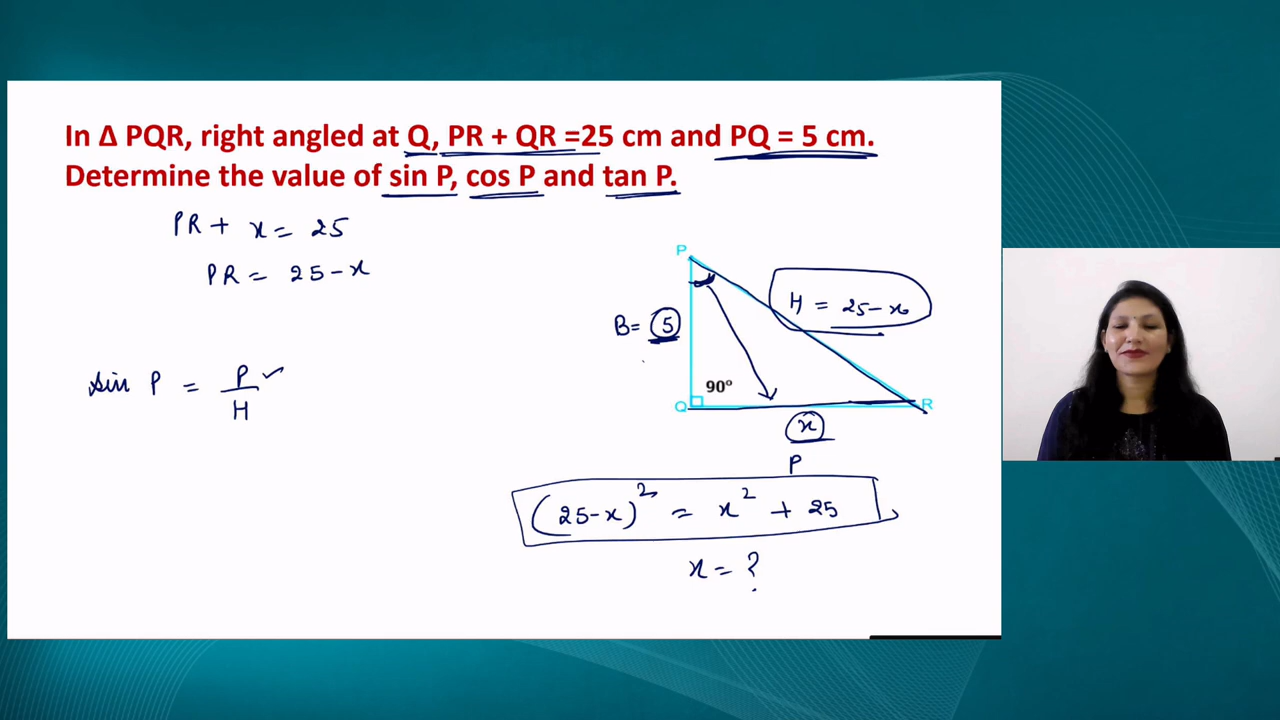 In Δ PQR, right angled at Q, PR + QR =25 cm and PQ = 5 cm.
Determine the value of sin P, cos P and tan P.
PR + x = 25
PR = 25-x
P
H = 25-x
B= 5
sin P = P/H
90°
Q
R
x
P
(25-x)² = x² + 25
x = ?